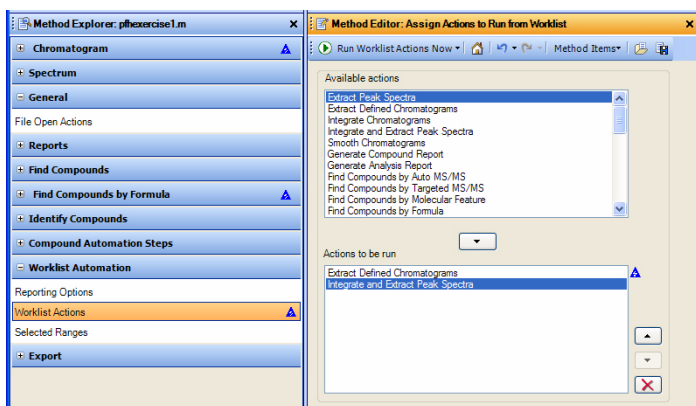 Method Explorer: pfhexercise1.m
Chromatogram
Spectrum
General
File Open Actions
Reports
Find Compounds
Find Compounds by Formula
Identify Compounds
Compound Automation Steps
Worklist Automation
Reporting Options
Worklist Actions
Selected Ranges
Export
Method Editor: Assign Actions to Run from Worklist
Run Worklist Actions Now Method Items
Available actions
Extract Peak Spectra
Extract Defined Chromatograms
Integrate Chromatograms
Integrate and Extract Peak Spectra
Smooth Chromatograms
Generate Compound Report
Generate Analysis Report
Find Compounds by Auto MS/MS
Find Compounds by Targeted MS/MS
Find Compounds by Molecular Feature
Find Compounds by Formula
Actions to be run
Extract Defined Chromatograms
Integrate and Extract Peak Spectra